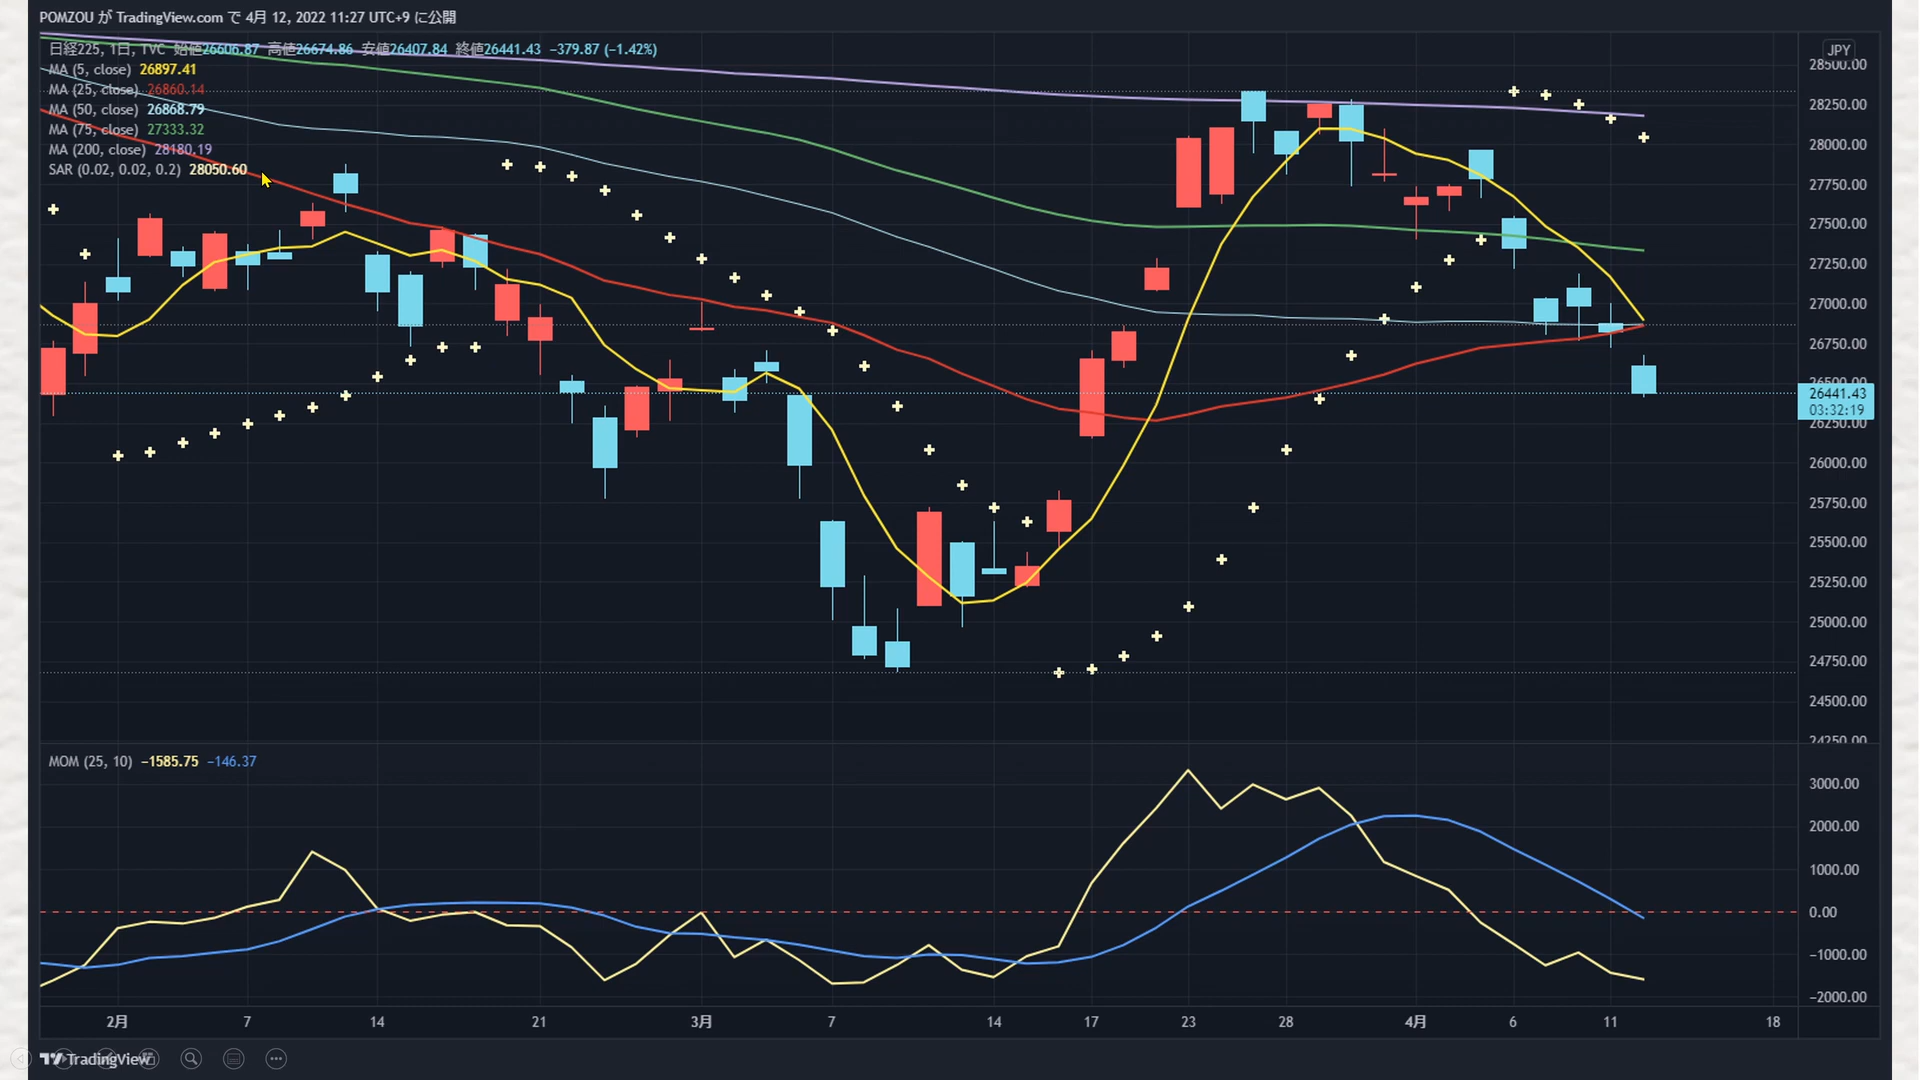 POMZOU が TradingView.com で 4月 12, 2022 11:27 UTC+9 に公開
日経225, 1日, TVC 始値26606.87 高値26674.86 安値26407.84 終値26441.43 −379.87 (−1.42%)
MA (5, close) 26897.41
MA (25, close) 26860.14
MA (50, close) 26868.79
MA (75, close) 27333.32
MA (200, close) 28180.19
SAR (0.02, 0.02, 0.2) 28050.60
JPY
28500.00
28250.00
28000.00
27750.00
27500.00
27250.00
27000.00
26750.00
26500.00
26441.43
03:32:19
26250.00
26000.00
25750.00
25500.00
25250.00
25000.00
24750.00
24500.00
24250.00
MOM (25, 10) −1585.75 −146.37
3000.00
2000.00
1000.00
0.00
−1000.00
−2000.00
2月 7 14 21 3月 7 14 17 23 28 4月 6 11 18
TradingView